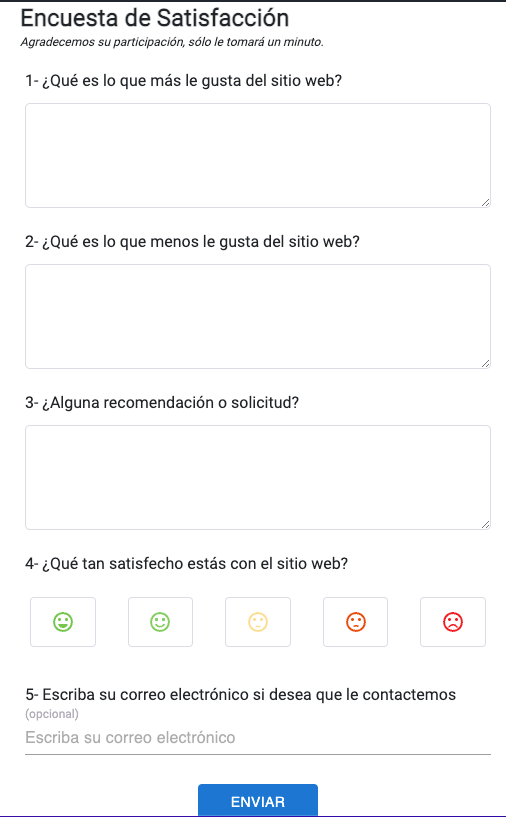 Encuesta de Satisfacción
Agradecemos su participación, sólo le tomará un minuto.
1- ¿Qué es lo que más le gusta del sitio web?
2- ¿Qué es lo que menos le gusta del sitio web?
3- ¿Alguna recomendación o solicitud?
4- ¿Qué tan satisfecho estás con el sitio web?
5- Escriba su correo electrónico si desea que le contactemos
(opcional)
Escriba su correo electrónico
ENVIAR